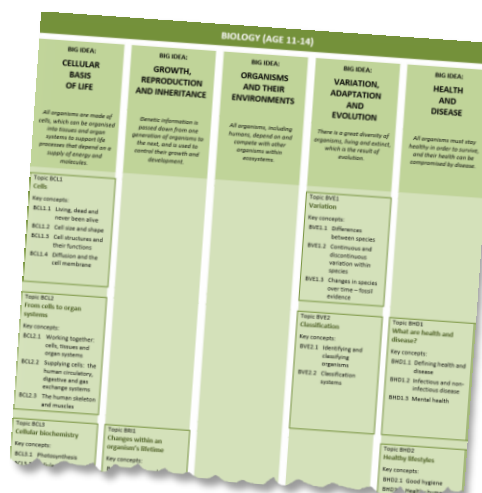 BIOLOGY (AGE 11-14)
BIG IDEA:
CELLULAR
BASIS
OF LIFE
All organisms are made of
cells, which can be organised
into tissues and organ
systems to support life
processes that depend on a
supply of energy and
molecules.
Topic BCL1
Cells
Key concepts:
BCL1.1 Living, dead and
never been alive
BCL1.2 Cell size and shape
BCL1.3 Cell structures and
their functions
BCL1.4 Diffusion and the
cell membrane
Topic BCL2
From cells to organ
systems
Key concepts:
BCL2.1 Working together:
cells, tissues and
organ systems
BCL2.2 Supplying cells: the
human circulatory,
digestive and gas
exchange systems
BCL2.3 The human skeleton
and muscles
Topic BCL3
Cellular biochemistry
Key concepts:
BCL3.1 Photosynthesis
BIG IDEA:
GROWTH,
REPRODUCTION
AND INHERITANCE
Genetic information is
passed down from one
generation of organisms to
the next, and is used to
control their growth and
development.
Topic BRI1
Changes within an
organism's lifetime
Key concepts:
BIG IDEA:
ORGANISMS
AND THEIR
ENVIRONMENTS
All organisms, including
humans, depend on and
compete with other
organisms within
ecosystems.
BIG IDEA:
VARIATION,
ADAPTATION
AND
EVOLUTION
There is a great diversity of
organisms, living and extinct,
which is the result of
evolution.
Topic BVE1
Variation
Key concepts:
BVE1.1 Differences
between species
BVE1.2 Continuous and
discontinuous
variation within
species
BVE1.3 Changes in species
over time – fossil
evidence
Topic BVE2
Classification
Key concepts:
BVE2.1 Identifying and
classifying
organisms
BVE2.2 Classification
systems
BIG IDEA:
HEALTH
AND
DISEASE
All organisms must stay
healthy in order to survive,
and their health can be
compromised by disease.
Topic BHD1
What are health and
disease?
Key concepts:
BHD1.1 Defining health and
disease
BHD1.2 Infectious and non-
infectious disease
BHD1.3 Mental health
Topic BHD2
Healthy lifestyles
Key concepts:
BHD2.1 Good hygiene